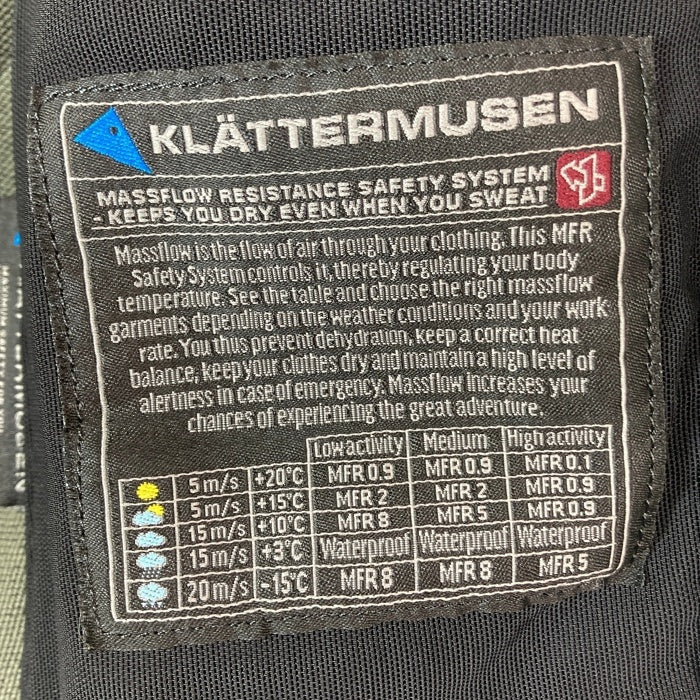 KLÄTTERMUSEN
MASSFLOW RESISTANCE SAFETY SYSTEM
- KEEPS YOU DRY EVEN WHEN YOU SWEAT
Massflow is the flow of air through your clothing. This MFR
Safety System controls it, thereby regulating your body
temperature. See the table and choose the right massflow
garments depending on the weather conditions and your work
rate. You thus prevent dehydration, keep a correct heat
balance, keep your clothes dry and maintain a high level of
alertness in case of emergency. Massflow increases your
chances of experiencing the great adventure.
Low activity Medium High activity
5 m/s +20°C MFR 0.9 MFR 0.9 MFR 0.1
5 m/s +15°C MFR 2 MFR 2 MFR 0.9
15 m/s +10°C MFR 8 MFR 5 MFR 0.9
15 m/s +3°C Waterproof Waterproof Waterproof
20 m/s -15°C MFR 8 MFR 8 MFR 5